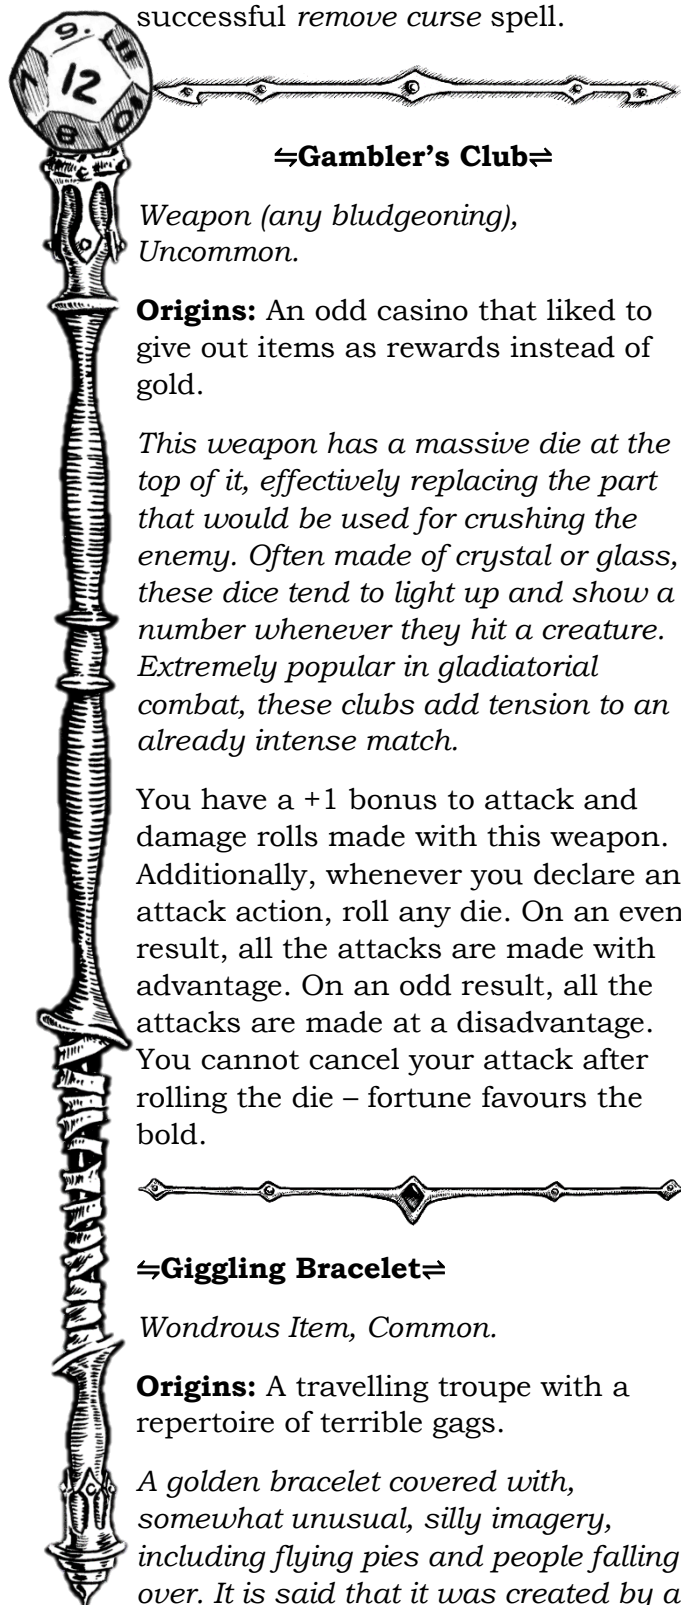 successful remove curse spell.
9.
11
7
12
8
10
⇋Gambler’s Club⇌
Weapon (any bludgeoning),
Uncommon.
Origins: An odd casino that liked to
give out items as rewards instead of
gold.
This weapon has a massive die at the
top of it, effectively replacing the part
that would be used for crushing the
enemy. Often made of crystal or glass,
these dice tend to light up and show a
number whenever they hit a creature.
Extremely popular in gladiatorial
combat, these clubs add tension to an
already intense match.
You have a +1 bonus to attack and
damage rolls made with this weapon.
Additionally, whenever you declare an
attack action, roll any die. On an even
result, all the attacks are made with
advantage. On an odd result, all the
attacks are made at a disadvantage.
You cannot cancel your attack after
rolling the die – fortune favours the
bold.
⇋Giggling Bracelet⇌
Wondrous Item, Common.
Origins: A travelling troupe with a
repertoire of terrible gags.
A golden bracelet covered with,
somewhat unusual, silly imagery,
including flying pies and people falling
over. It is said that it was created by a